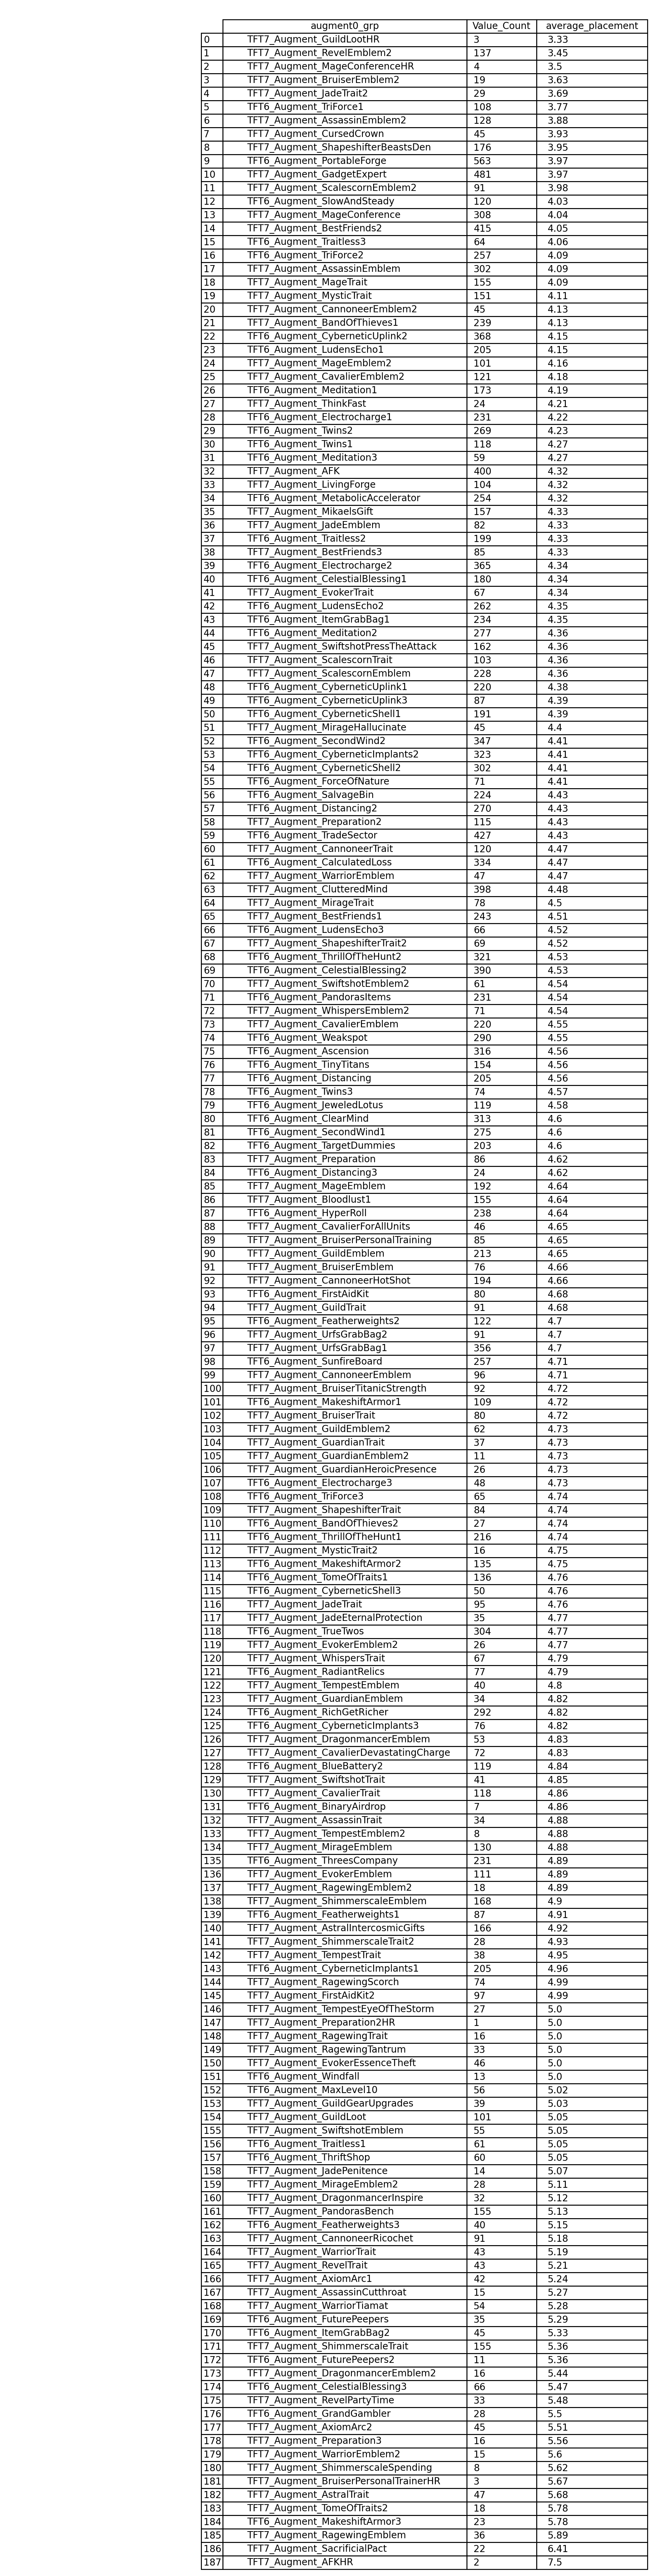 augment0_grp Value_Count average_placement
0 TFT7_Augment_GuildLootHR 3 3.33
1 TFT7_Augment_RevelEmblem2 137 3.45
2 TFT7_Augment_MageConferenceHR 4 3.5
3 TFT7_Augment_BruiserEmblem2 19 3.63
4 TFT7_Augment_JadeTrait2 29 3.69
5 TFT6_Augment_TriForce1 108 3.77
6 TFT7_Augment_AssassinEmblem2 128 3.88
7 TFT7_Augment_CursedCrown 45 3.93
8 TFT7_Augment_ShapeshifterBeastsDen 176 3.95
9 TFT6_Augment_PortableForge 563 3.97
10 TFT7_Augment_GadgetExpert 481 3.97
11 TFT7_Augment_ScalescornEmblem2 91 3.98
12 TFT6_Augment_SlowAndSteady 120 4.03
13 TFT7_Augment_MageConference 308 4.04
14 TFT7_Augment_BestFriends2 415 4.05
15 TFT6_Augment_Traitless3 64 4.06
16 TFT6_Augment_TriForce2 257 4.09
17 TFT7_Augment_AssassinEmblem 302 4.09
18 TFT7_Augment_MageTrait 155 4.09
19 TFT7_Augment_MysticTrait 151 4.11
20 TFT7_Augment_CannoneerEmblem2 45 4.13
21 TFT7_Augment_BandOfThieves1 239 4.13
22 TFT6_Augment_CyberneticUplink2 368 4.15
23 TFT6_Augment_LudensEcho1 205 4.15
24 TFT7_Augment_MageEmblem2 101 4.16
25 TFT7_Augment_CavalierEmblem2 121 4.18
26 TFT6_Augment_Meditation1 173 4.19
27 TFT7_Augment_ThinkFast 24 4.21
28 TFT6_Augment_Electrocharge1 231 4.22
29 TFT6_Augment_Twins2 269 4.23
30 TFT6_Augment_Twins1 118 4.27
31 TFT6_Augment_Meditation3 59 4.27
32 TFT7_Augment_AFK 400 4.32
33 TFT7_Augment_LivingForge 104 4.32
34 TFT6_Augment_MetabolicAccelerator 254 4.32
35 TFT7_Augment_MikaelsGift 157 4.33
36 TFT7_Augment_JadeEmblem 82 4.33
37 TFT6_Augment_Traitless2 199 4.33
38 TFT7_Augment_BestFriends3 85 4.33
39 TFT6_Augment_Electrocharge2 365 4.34
40 TFT6_Augment_CelestialBlessing1 180 4.34
41 TFT7_Augment_EvokerTrait 67 4.34
42 TFT6_Augment_LudensEcho2 262 4.35
43 TFT6_Augment_ItemGrabBag1 234 4.35
44 TFT6_Augment_Meditation2 277 4.36
45 TFT7_Augment_SwiftshotPressTheAttack 162 4.36
46 TFT7_Augment_ScalescornTrait 103 4.36
47 TFT7_Augment_ScalescornEmblem 228 4.36
48 TFT6_Augment_CyberneticUplink1 220 4.38
49 TFT6_Augment_CyberneticUplink3 87 4.39
50 TFT6_Augment_CyberneticShell1 191 4.39
51 TFT7_Augment_MirageHallucinate 45 4.4
52 TFT6_Augment_SecondWind2 347 4.41
53 TFT6_Augment_CyberneticImplants2 323 4.41
54 TFT6_Augment_CyberneticShell2 302 4.41
55 TFT6_Augment_ForceOfNature 71 4.41
56 TFT6_Augment_SalvageBin 224 4.43
57 TFT6_Augment_Distancing2 270 4.43
58 TFT7_Augment_Preparation2 115 4.43
59 TFT6_Augment_TradeSector 427 4.43
60 TFT7_Augment_CannoneerTrait 120 4.47
61 TFT6_Augment_CalculatedLoss 334 4.47
62 TFT7_Augment_WarriorEmblem 47 4.47
63 TFT7_Augment_ClutteredMind 398 4.48
64 TFT7_Augment_MirageTrait 78 4.5
65 TFT7_Augment_BestFriends1 243 4.51
66 TFT6_Augment_LudensEcho3 66 4.52
67 TFT7_Augment_ShapeshifterTrait2 69 4.52
68 TFT6_Augment_ThrillOfTheHunt2 321 4.53
69 TFT6_Augment_CelestialBlessing2 390 4.53
70 TFT7_Augment_SwiftshotEmblem2 61 4.54
71 TFT6_Augment_PandorasItems 231 4.54
72 TFT7_Augment_WhispersEmblem2 71 4.54
73 TFT7_Augment_CavalierEmblem 220 4.55
74 TFT6_Augment_Weakspot 290 4.55
75 TFT6_Augment_Ascension 316 4.56
76 TFT6_Augment_TinyTitans 154 4.56
77 TFT6_Augment_Distancing 205 4.56
78 TFT6_Augment_Twins3 74 4.57
79 TFT6_Augment_JeweledLotus 119 4.58
80 TFT6_Augment_ClearMind 313 4.6
81 TFT6_Augment_SecondWind1 275 4.6
82 TFT6_Augment_TargetDummies 203 4.6
83 TFT7_Augment_Preparation 86 4.62
84 TFT6_Augment_Distancing3 24 4.62
85 TFT7_Augment_MageEmblem 192 4.64
86 TFT7_Augment_Bloodlust1 155 4.64
87 TFT6_Augment_HyperRoll 238 4.64
88 TFT7_Augment_CavalierForAllUnits 46 4.65
89 TFT7_Augment_BruiserPersonalTraining 85 4.65
90 TFT7_Augment_GuildEmblem 213 4.65
91 TFT7_Augment_BruiserEmblem 76 4.66
92 TFT7_Augment_CannoneerHotShot 194 4.66
93 TFT6_Augment_FirstAidKit 80 4.68
94 TFT7_Augment_GuildTrait 91 4.68
95 TFT6_Augment_Featherweights2 122 4.7
96 TFT7_Augment_UrfsGrabBag2 91 4.7
97 TFT7_Augment_UrfsGrabBag1 356 4.7
98 TFT6_Augment_SunfireBoard 257 4.71
99 TFT7_Augment_CannoneerEmblem 96 4.71
100 TFT7_Augment_BruiserTitanicStrength 92 4.72
101 TFT6_Augment_MakeshiftArmor1 109 4.72
102 TFT7_Augment_BruiserTrait 80 4.72
103 TFT7_Augment_GuildEmblem2 62 4.73
104 TFT7_Augment_GuardianTrait 37 4.73
105 TFT7_Augment_GuardianEmblem2 11 4.73
106 TFT7_Augment_GuardianHeroicPresence 26 4.73
107 TFT6_Augment_Electrocharge3 48 4.73
108 TFT6_Augment_TriForce3 65 4.74
109 TFT7_Augment_ShapeshifterTrait 84 4.74
110 TFT6_Augment_BandOfThieves2 27 4.74
111 TFT6_Augment_ThrillOfTheHunt1 216 4.74
112 TFT7_Augment_MysticTrait2 16 4.75
113 TFT6_Augment_MakeshiftArmor2 135 4.75
114 TFT6_Augment_TomeOfTraits1 136 4.76
115 TFT6_Augment_CyberneticShell3 50 4.76
116 TFT7_Augment_JadeTrait 95 4.76
117 TFT7_Augment_JadeEternalProtection 35 4.77
118 TFT6_Augment_TrueTwos 304 4.77
119 TFT7_Augment_EvokerEmblem2 26 4.77
120 TFT7_Augment_WhispersTrait 67 4.79
121 TFT6_Augment_RadiantRelics 77 4.79
122 TFT7_Augment_TempestEmblem 40 4.8
123 TFT7_Augment_GuardianEmblem 34 4.82
124 TFT6_Augment_RichGetRicher 292 4.82
125 TFT6_Augment_CyberneticImplants3 76 4.82
126 TFT7_Augment_DragonmancerEmblem 53 4.83
127 TFT7_Augment_CavalierDevastatingCharge 72 4.83
128 TFT6_Augment_BlueBattery2 119 4.84
129 TFT7_Augment_SwiftshotTrait 41 4.85
130 TFT7_Augment_CavalierTrait 118 4.86
131 TFT6_Augment_BinaryAirdrop 7 4.86
132 TFT7_Augment_AssassinTrait 34 4.88
133 TFT7_Augment_TempestEmblem2 8 4.88
134 TFT7_Augment_MirageEmblem 130 4.88
135 TFT6_Augment_ThreesCompany 231 4.89
136 TFT7_Augment_EvokerEmblem 111 4.89
137 TFT7_Augment_RagewingEmblem2 18 4.89
138 TFT7_Augment_ShimmerscaleEmblem 168 4.9
139 TFT6_Augment_Featherweights1 87 4.91
140 TFT7_Augment_AstralIntercosmicGifts 166 4.92
141 TFT7_Augment_ShimmerscaleTrait2 28 4.93
142 TFT7_Augment_TempestTrait 38 4.95
143 TFT6_Augment_CyberneticImplants1 205 4.96
144 TFT7_Augment_RagewingScorch 74 4.99
145 TFT7_Augment_FirstAidKit2 97 4.99
146 TFT7_Augment_TempestEyeOfTheStorm 27 5.0
147 TFT7_Augment_Preparation2HR 1 5.0
148 TFT7_Augment_RagewingTrait 16 5.0
149 TFT7_Augment_RagewingTantrum 33 5.0
150 TFT7_Augment_EvokerEssenceTheft 46 5.0
151 TFT6_Augment_Windfall 13 5.0
152 TFT6_Augment_MaxLevel10 56 5.02
153 TFT7_Augment_GuildGearUpgrades 39 5.03
154 TFT7_Augment_GuildLoot 101 5.05
155 TFT7_Augment_SwiftshotEmblem 55 5.05
156 TFT6_Augment_Traitless1 61 5.05
157 TFT6_Augment_ThriftShop 60 5.05
158 TFT7_Augment_JadePenitence 14 5.07
159 TFT7_Augment_MirageEmblem2 28 5.11
160 TFT7_Augment_DragonmancerInspire 32 5.12
161 TFT7_Augment_PandorasBench 155 5.13
162 TFT6_Augment_Featherweights3 40 5.15
163 TFT7_Augment_CannoneerRicochet 91 5.18
164 TFT7_Augment_WarriorTrait 43 5.19
165 TFT7_Augment_RevelTrait 43 5.21
166 TFT7_Augment_AxiomArc1 42 5.24
167 TFT7_Augment_AssassinCutthroat 15 5.27
168 TFT7_Augment_WarriorTiamat 54 5.28
169 TFT6_Augment_FuturePeepers 35 5.29
170 TFT6_Augment_ItemGrabBag2 45 5.33
171 TFT7_Augment_ShimmerscaleTrait 155 5.36
172 TFT6_Augment_FuturePeepers2 11 5.36
173 TFT7_Augment_DragonmancerEmblem2 16 5.44
174 TFT6_Augment_CelestialBlessing3 66 5.47
175 TFT7_Augment_RevelPartyTime 33 5.48
176 TFT6_Augment_GrandGambler 28 5.5
177 TFT7_Augment_AxiomArc2 45 5.51
178 TFT7_Augment_Preparation3 16 5.56
179 TFT7_Augment_WarriorEmblem2 15 5.6
180 TFT7_Augment_ShimmerscaleSpending 8 5.62
181 TFT7_Augment_BruiserPersonalTrainerHR 3 5.67
182 TFT7_Augment_AstralTrait 47 5.68
183 TFT7_Augment_TomeOfTraits2 18 5.78
184 TFT6_Augment_MakeshiftArmor3 23 5.78
185 TFT7_Augment_RagewingEmblem 36 5.89
186 TFT7_Augment_SacrificialPact 22 6.41
187 TFT7_Augment_AFKHR 2 7.5